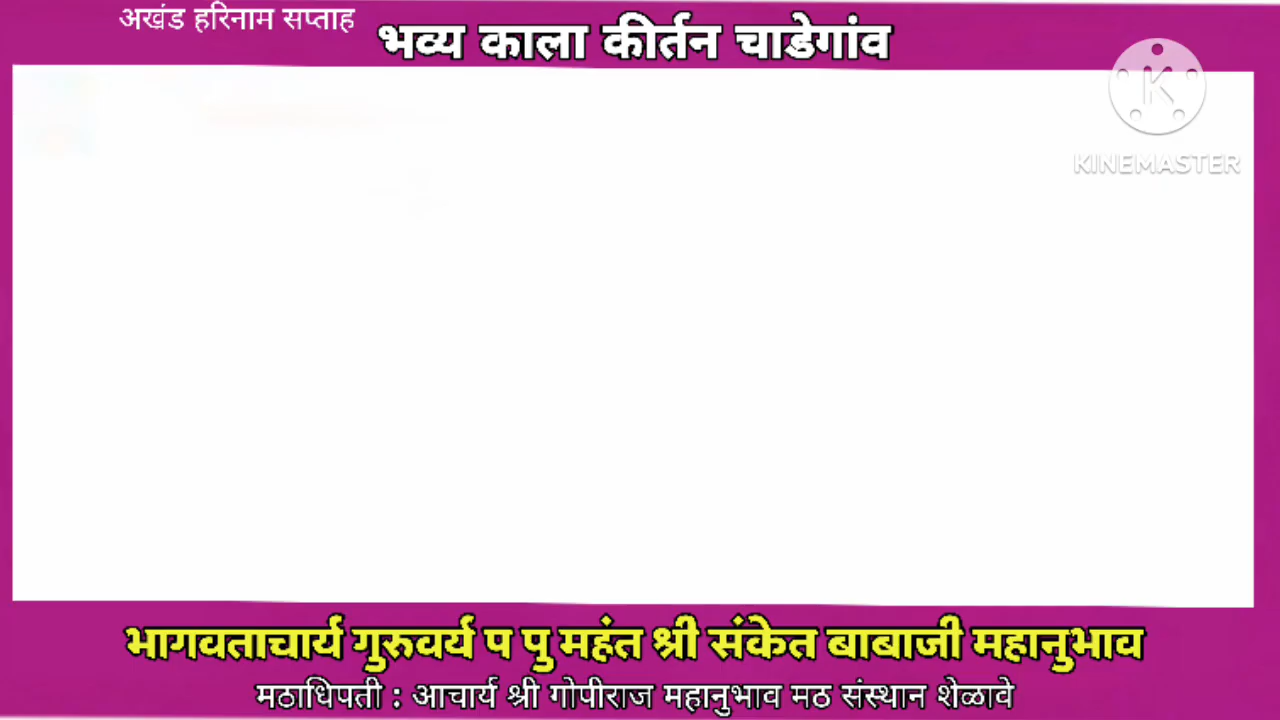 अखंड हरिनाम सप्ताह
भव्य काला कीर्तन चाडेगांव
K
KINEMASTER
भागवताचार्य गुरुवर्य प पु महंत श्री संकेत बाबाजी महानुभाव
मठाधिपती : आचार्य श्री गोपीराज महानुभाव मठ संस्थान शेळावे